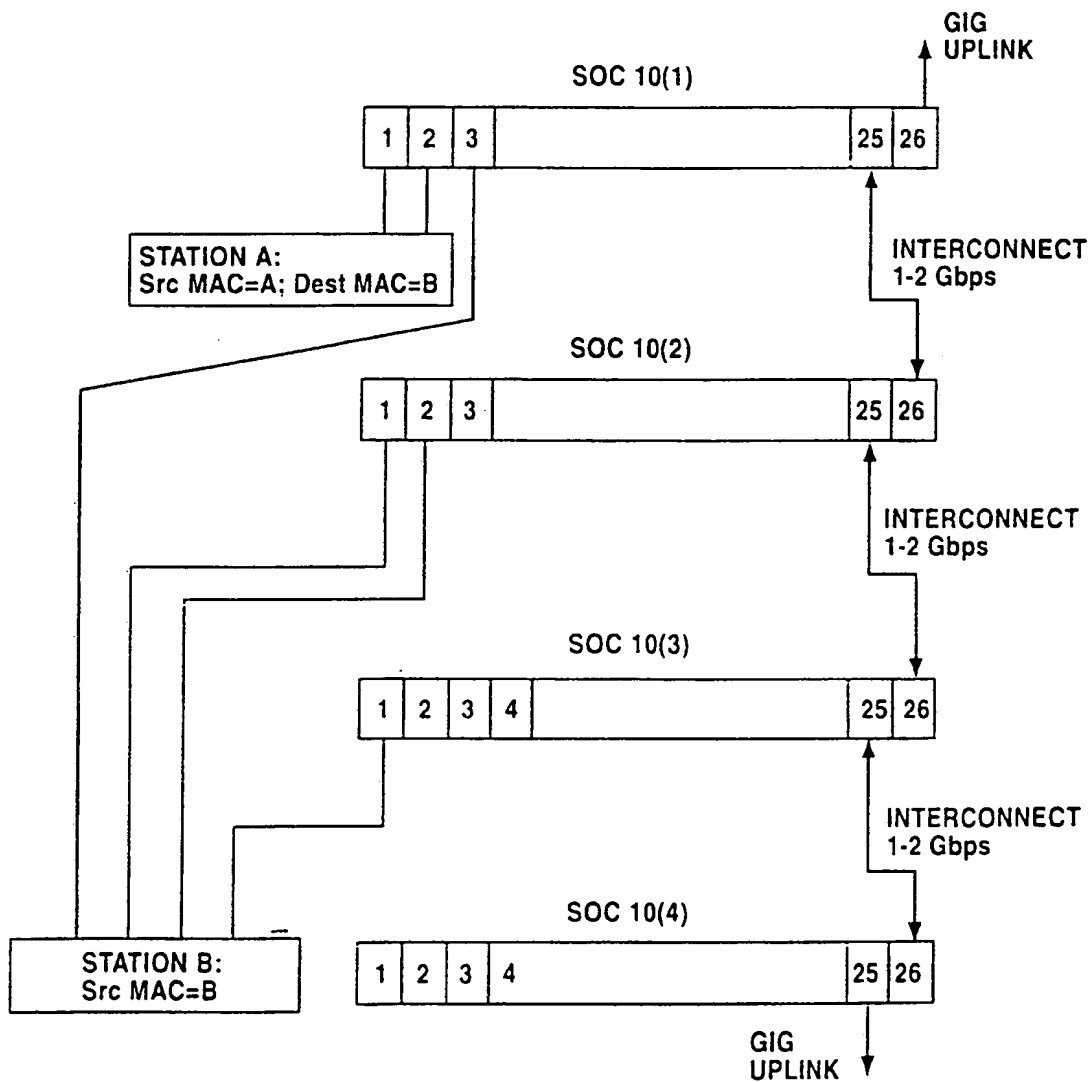 GIG
UPLINK
SOC 10(1)
1 2 3 25 26
STATION A:
Src MAC=A; Dest MAC=B
INTERCONNECT
1-2 Gbps
SOC 10(2)
1 2 3 25 26
INTERCONNECT
1-2 Gbps
SOC 10(3)
1 2 3 4 25 26
INTERCONNECT
1-2 Gbps
SOC 10(4)
STATION B:
Src MAC=B
1 2 3 4 25 26
GIG
UPLINK